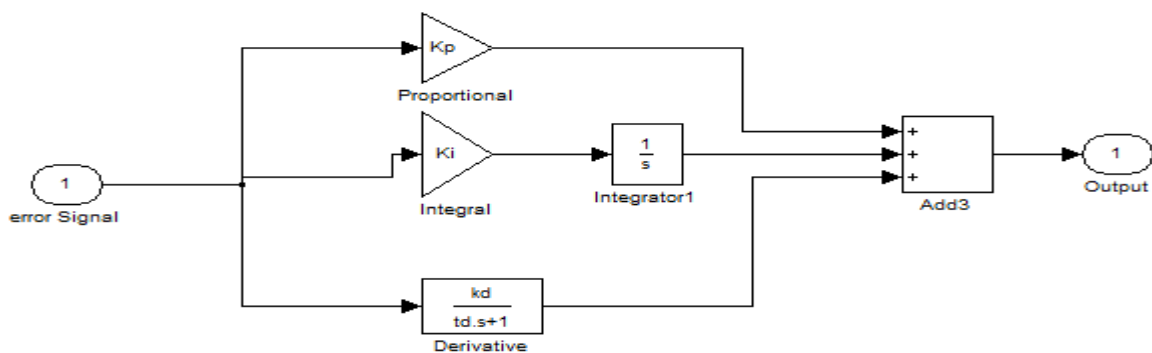 Kp
Proportional
1
error Signal
Ki
Integral
1
s
Integrator1
kd
td.s+1
Derivative
+
+
+
Add3
1
Output